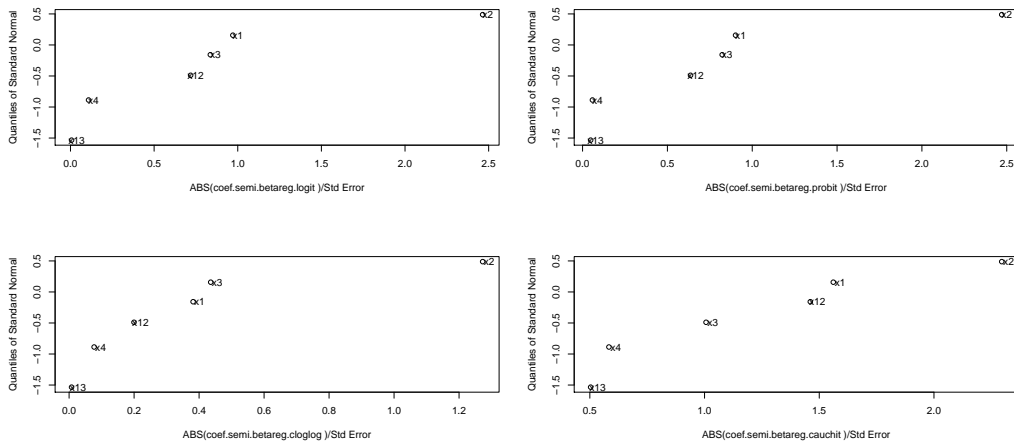 Quantiles of Standard Normal
0.5
0.0
−0.5
−1.0
−1.5
x2
x1
x3
x12
x4
x13
0.0 0.5 1.0 1.5 2.0 2.5
ABS(coef.semi.betareg.logit )/Std Error
Quantiles of Standard Normal
0.5
0.0
−0.5
−1.0
−1.5
x2
x1
x3
x12
x4
x13
0.0 0.5 1.0 1.5 2.0 2.5
ABS(coef.semi.betareg.probit )/Std Error
Quantiles of Standard Normal
0.5
0.0
−0.5
−1.0
−1.5
x2
x3
x1
x12
x4
x13
0.0 0.2 0.4 0.6 0.8 1.0 1.2
ABS(coef.semi.betareg.cloglog )/Std Error
Quantiles of Standard Normal
0.5
0.0
−0.5
−1.0
−1.5
x2
x1
x12
x3
x4
x13
0.5 1.0 1.5 2.0
ABS(coef.semi.betareg.cauchit )/Std Error